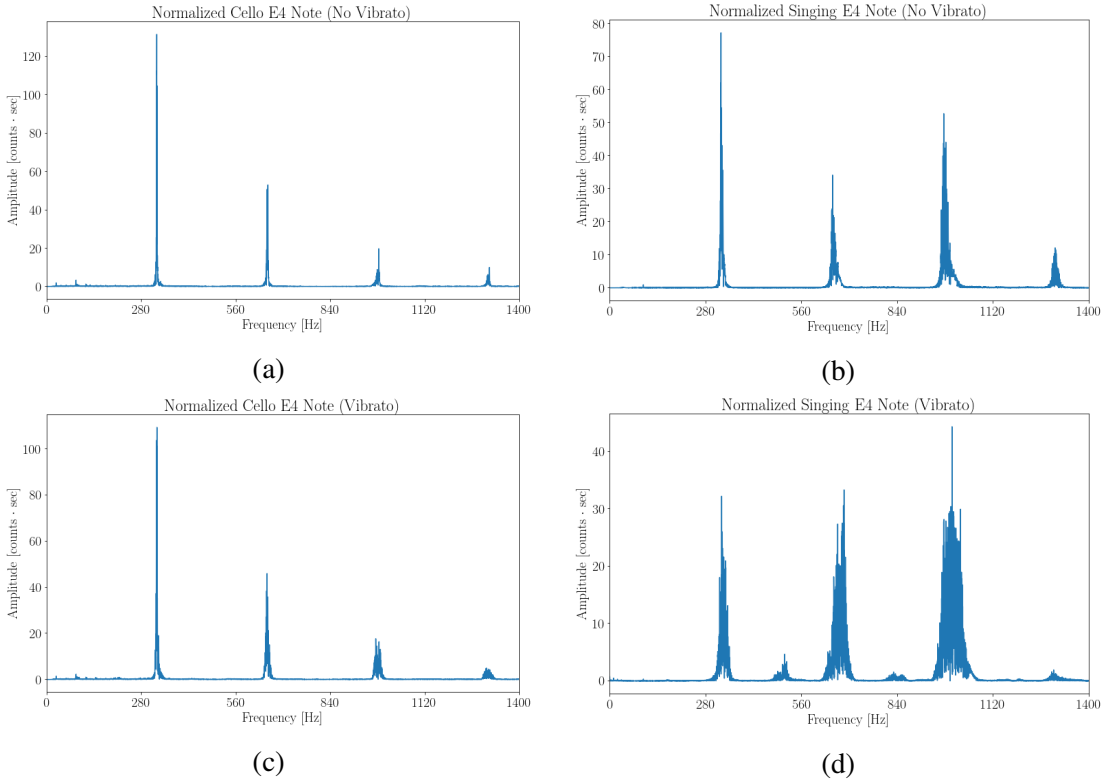 Normalized Cello E4 Note (No Vibrato)
Amplitude [counts · sec]
120
100
80
60
40
20
0
0 280 560 840 1120 1400
Frequency [Hz]
(a)
Normalized Singing E4 Note (No Vibrato)
Amplitude [counts · sec]
80
70
60
50
40
30
20
10
0
0 280 560 840 1120 1400
Frequency [Hz]
(b)
Normalized Cello E4 Note (Vibrato)
Amplitude [counts · sec]
100
80
60
40
20
0
0 280 560 840 1120 1400
Frequency [Hz]
(c)
Normalized Singing E4 Note (Vibrato)
Amplitude [counts · sec]
40
30
20
10
0
0 280 560 840 1120 1400
Frequency [Hz]
(d)